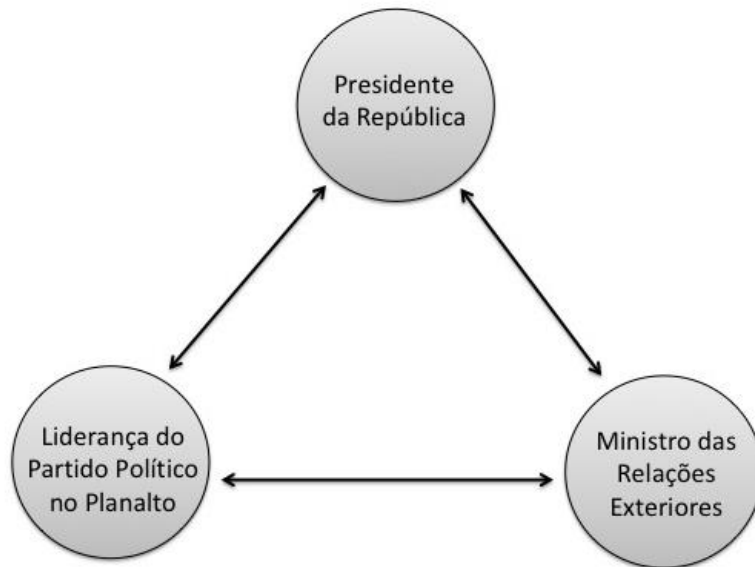 Presidente
da República
Liderança do
Partido Político
no Planalto
Ministro das
Relações
Exteriores